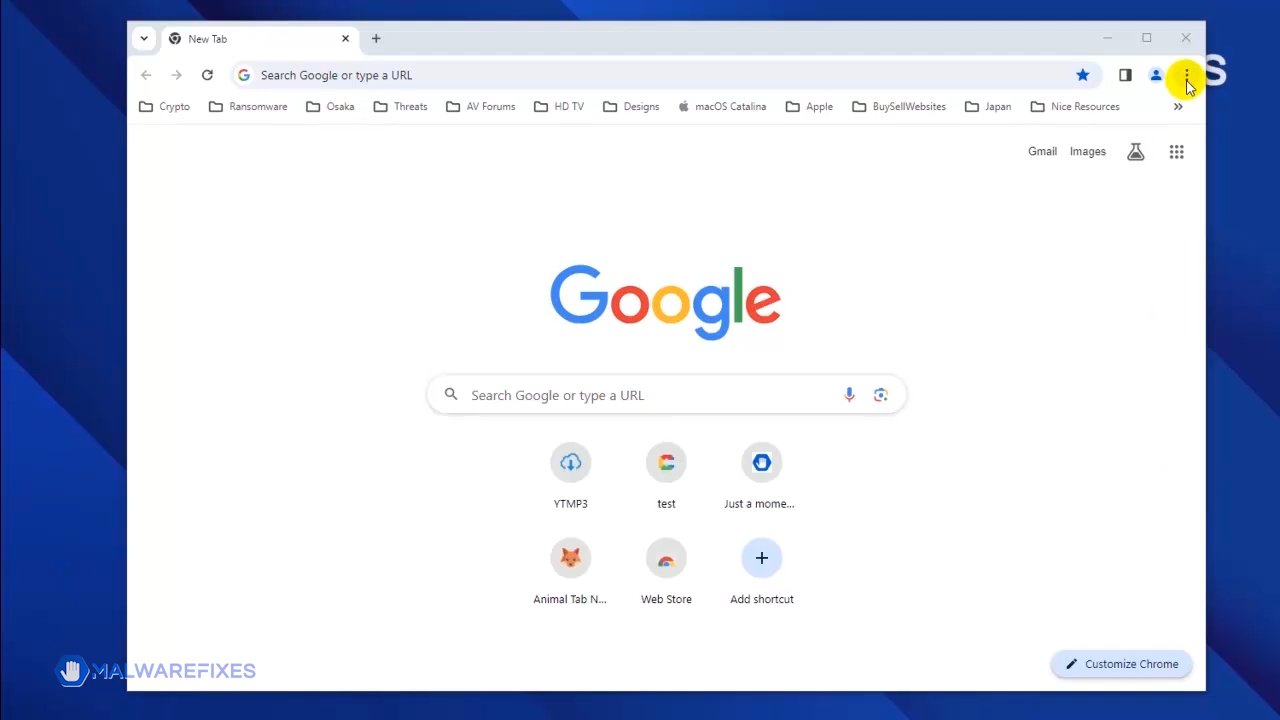 New Tab
S
Search Google or type a URL
Crypto Ransomware Osaka Threats AV Forums HD TV Designs macOS Catalina Apple BuySellWebsites Japan Nice Resources
Gmail Images
Google
Search Google or type a URL
YTMP3 test Just a mome...
Animal Tab N... Web Store Add shortcut
Customize Chrome
MALWAREFIXES